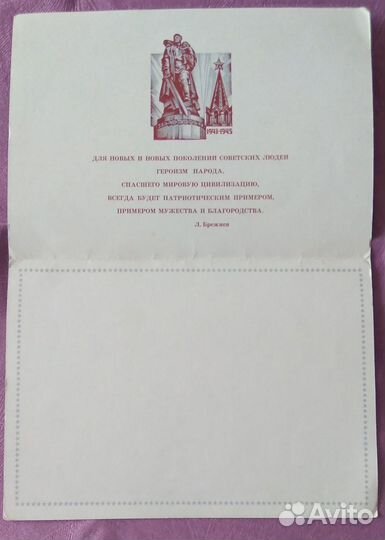 1941-1945
ДЛЯ НОВЫХ И НОВЫХ ПОКОЛЕНИЙ СОВЕТСКИХ ЛЮДЕЙ
ГЕРОИЗМ НАРОДА,
СПАСШЕГО МИРОВУЮ ЦИВИЛИЗАЦИЮ,
ВСЕГДА БУДЕТ ПАТРИОТИЧЕСКИМ ПРИМЕРОМ,
ПРИМЕРОМ МУЖЕСТВА И БЛАГОРОДСТВА.
Л. Брежнев
Avito